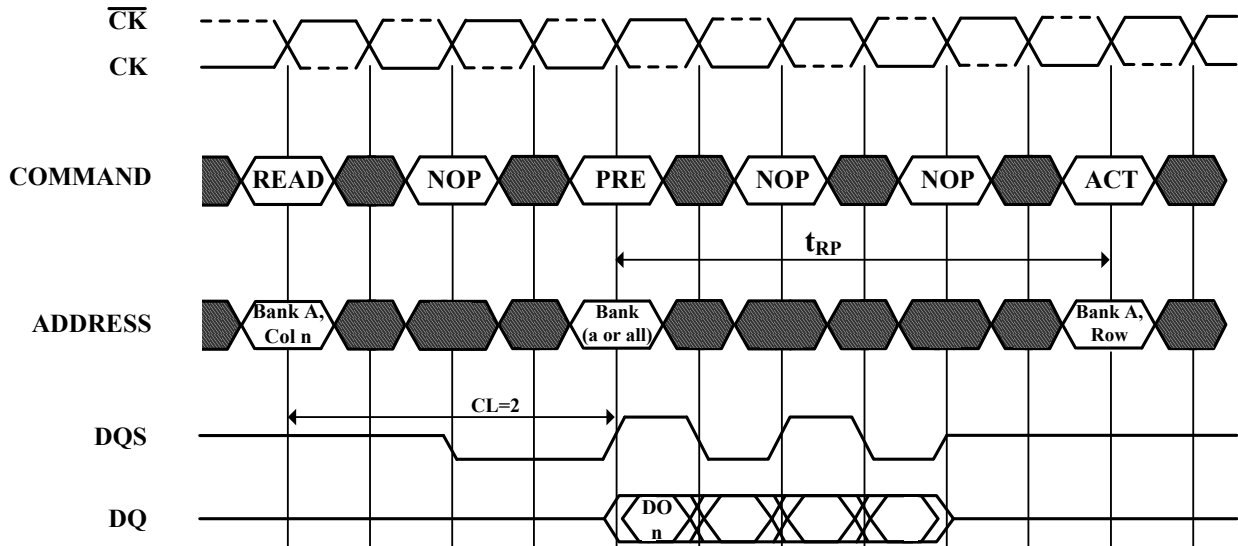 CK
CK
COMMAND
READ
NOP
PRE
NOP
NOP
ACT
tRP
ADDRESS
Bank A,
Col n
Bank
(a or all)
Bank A,
Row
CL=2
DQS
DQ
DO
n